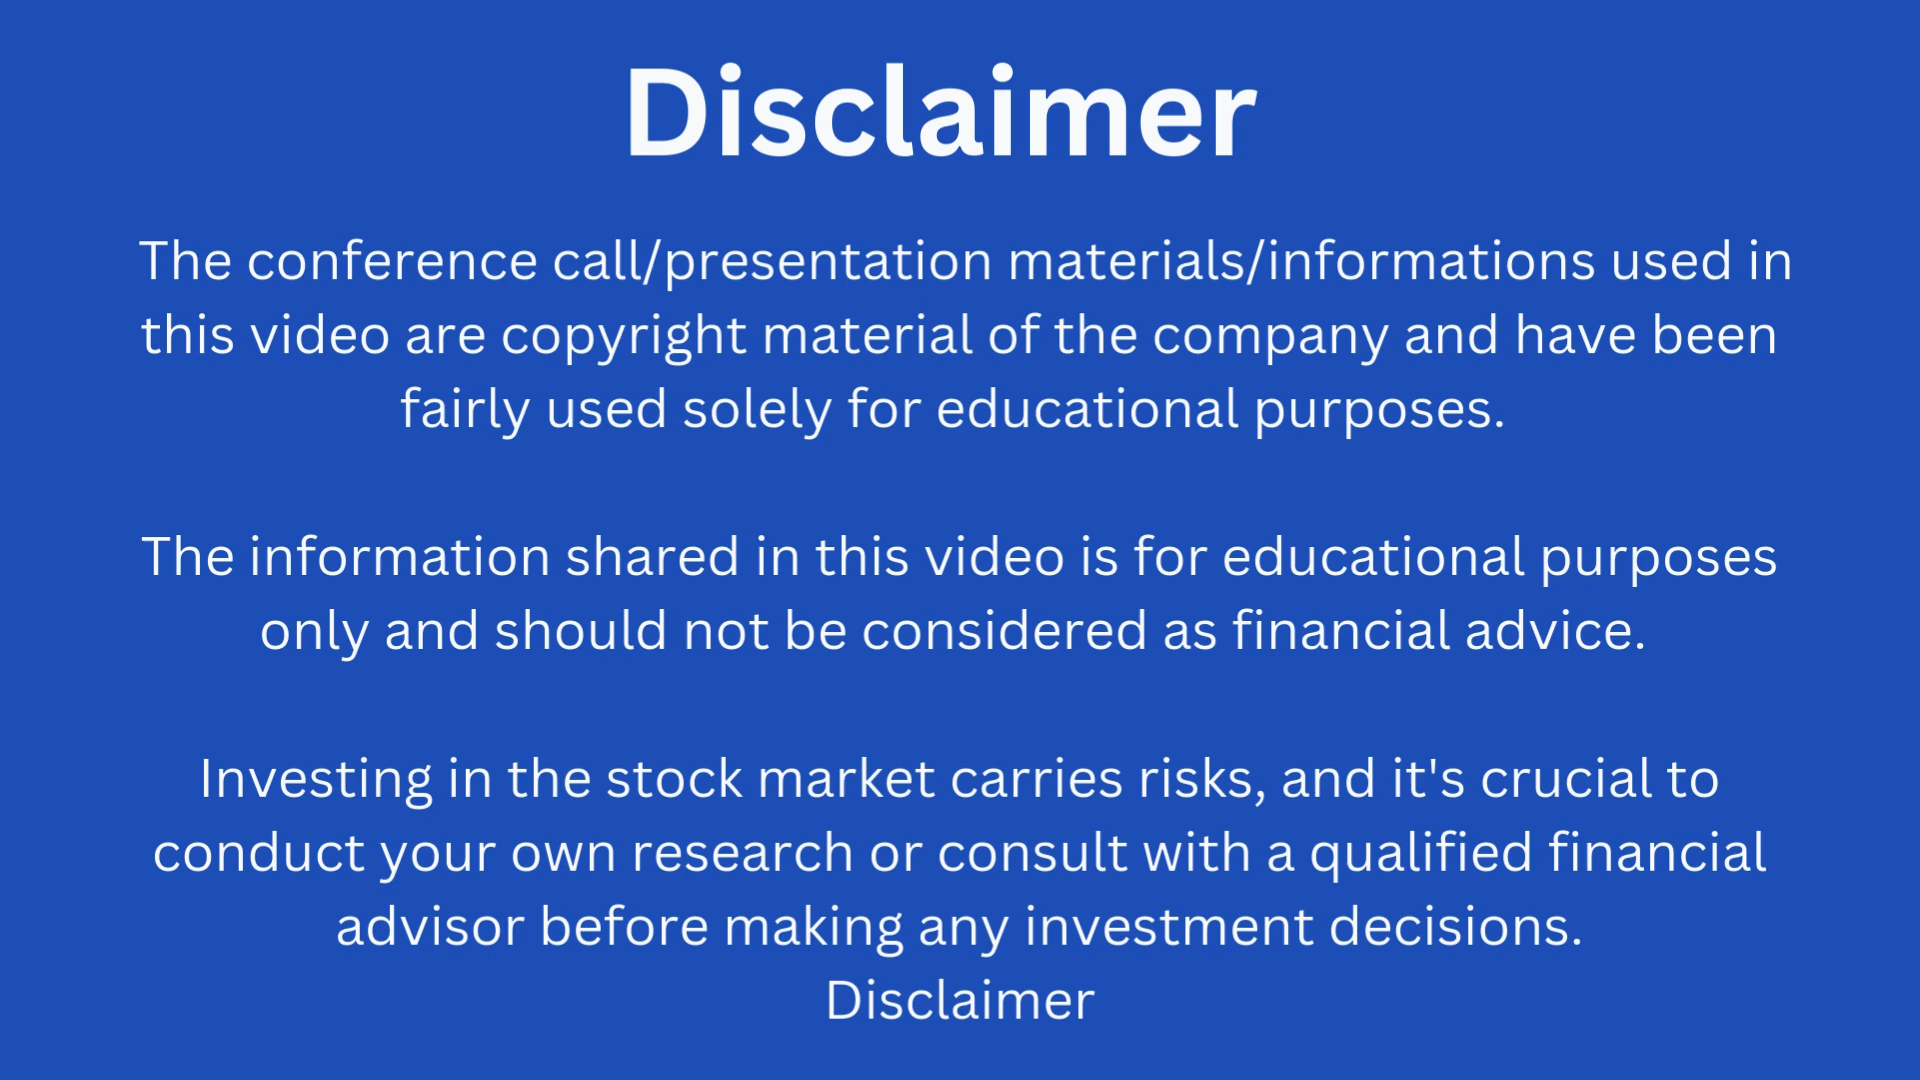 Disclaimer
The conference call/presentation materials/informations used in
this video are copyright material of the company and have been
fairly used solely for educational purposes.
The information shared in this video is for educational purposes
only and should not be considered as financial advice.
Investing in the stock market carries risks, and it's crucial to
conduct your own research or consult with a qualified financial
advisor before making any investment decisions.
Disclaimer